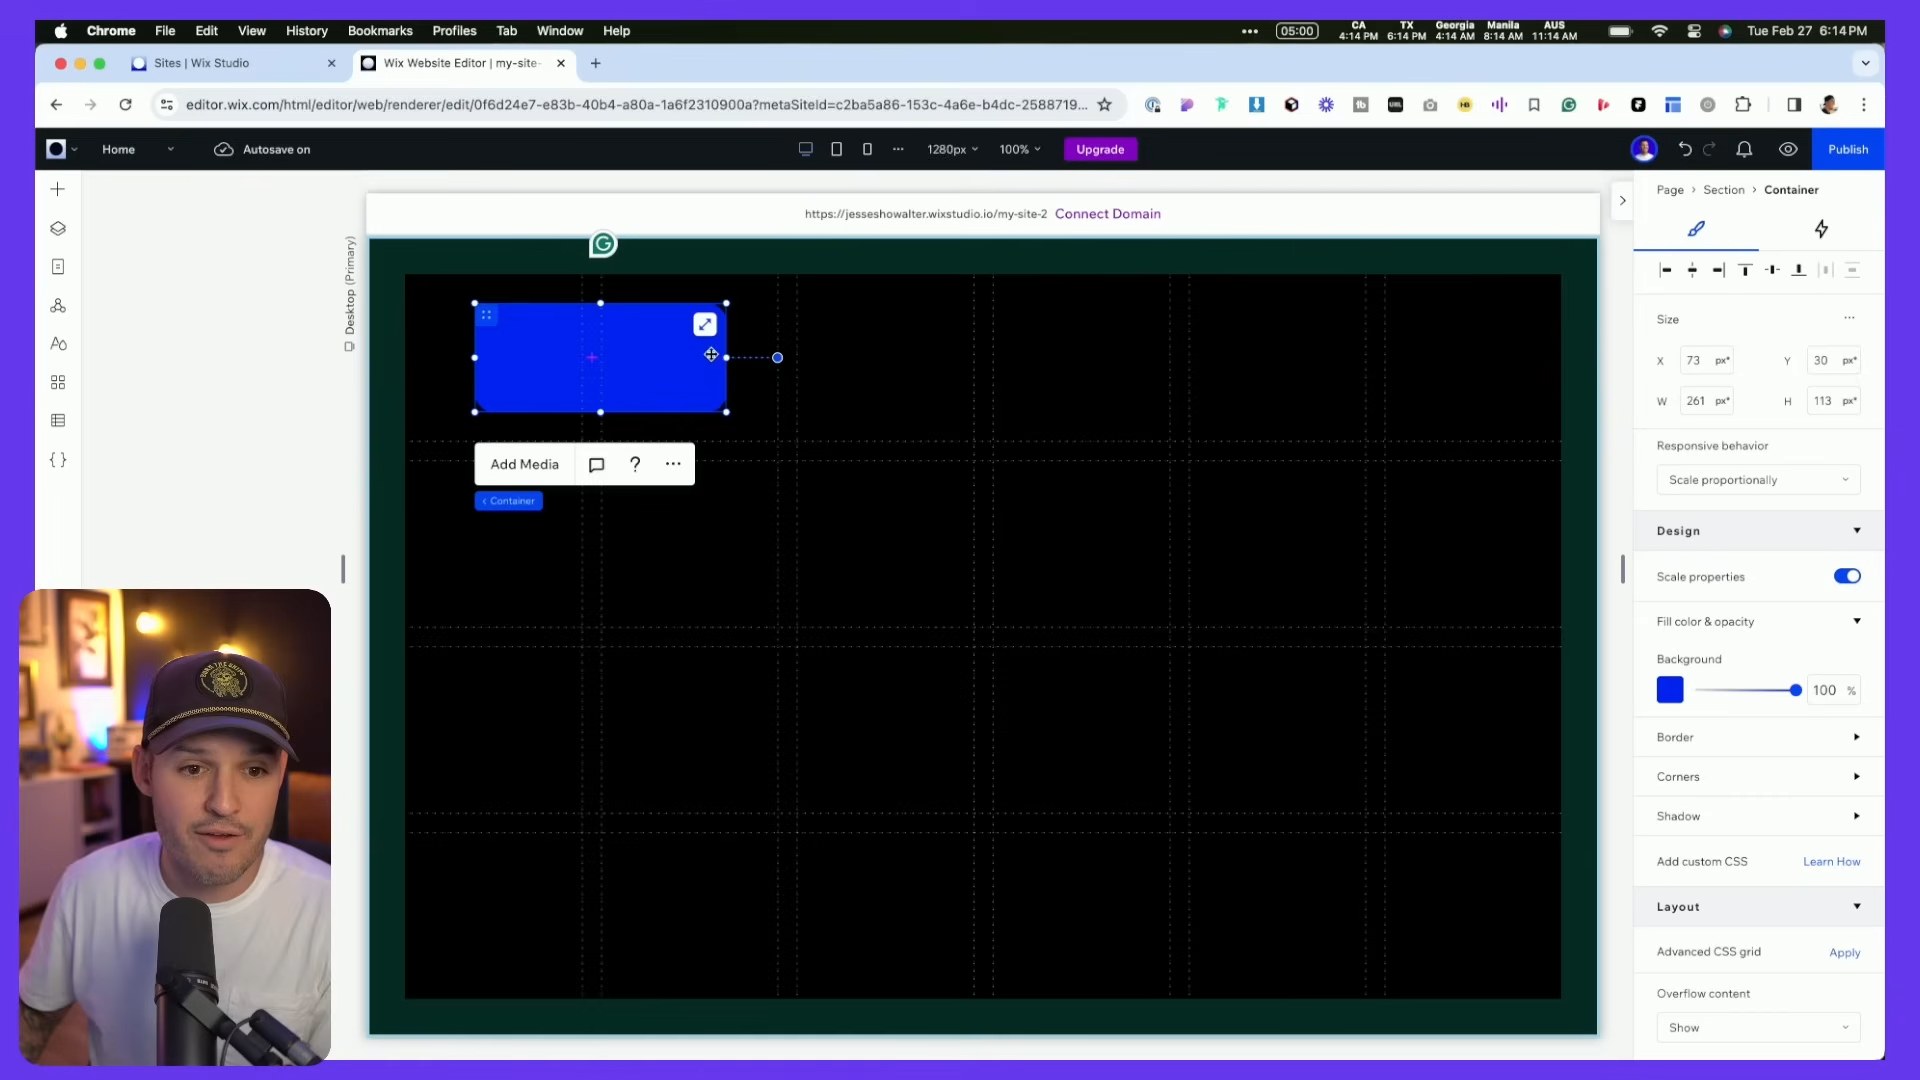 Chrome File Edit View History Bookmarks Profiles Tab Window Help
05:00
CA TX Georgia Manila AUS
4:14 PM 6:14 PM 4:14 AM 8:14 AM 11:14 AM
Tue Feb 27 6:14 PM
Sites | Wix Studio
Wix Website Editor | my-site-
editor.wix.com/html/editor/web/renderer/edit/0f6d24e7-e83b-40b4-a80a-1a6f2310900a?metaSiteId=c2ba5a86-153c-4a6e-b4dc-2588719...
Home
Autosave on
1280px
100%
Upgrade
Publish
https://jesseshowalter.wixstudio.io/my-site-2 Connect Domain
Desktop (Primary)
Add Media
?
< Container
Page > Section > Container
Size
X 73 px* Y 30 px*
W 261 px* H 113 px*
Responsive behavior
Scale proportionally
Design
Scale properties
Fill color & opacity
Background
100 %
Border
Corners
Shadow
Add custom CSS Learn How
Layout
Advanced CSS grid Apply
Overflow content
Show